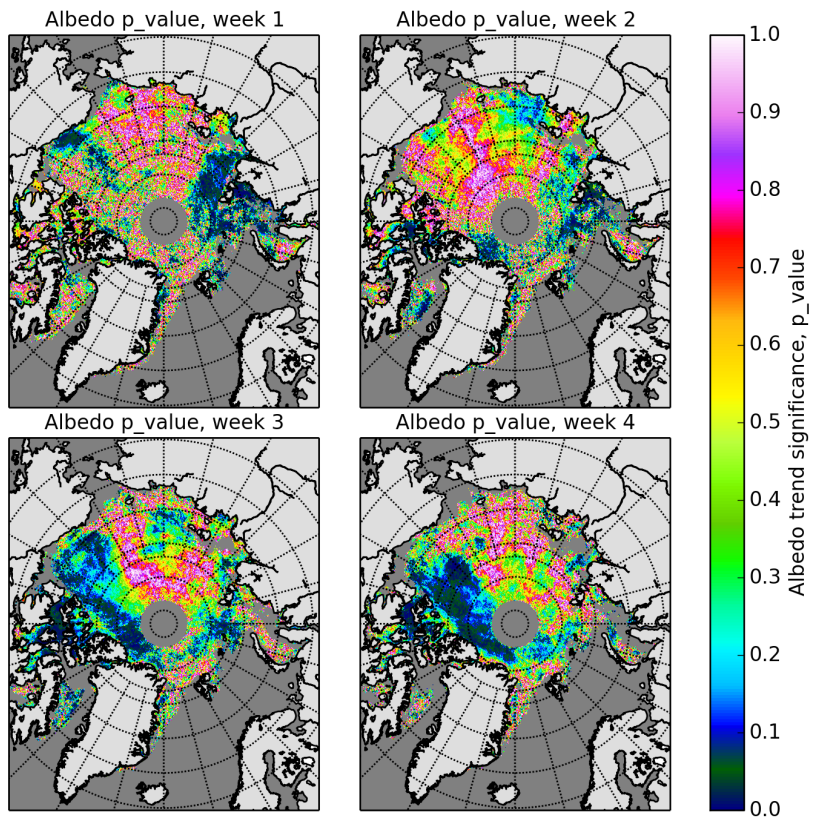 Albedo p_value, week 1
Albedo p_value, week 2
Albedo p_value, week 3
Albedo p_value, week 4
1.0
0.9
0.8
0.7
0.6
0.5
0.4
0.3
0.2
0.1
0.0
Albedo trend significance, p_value